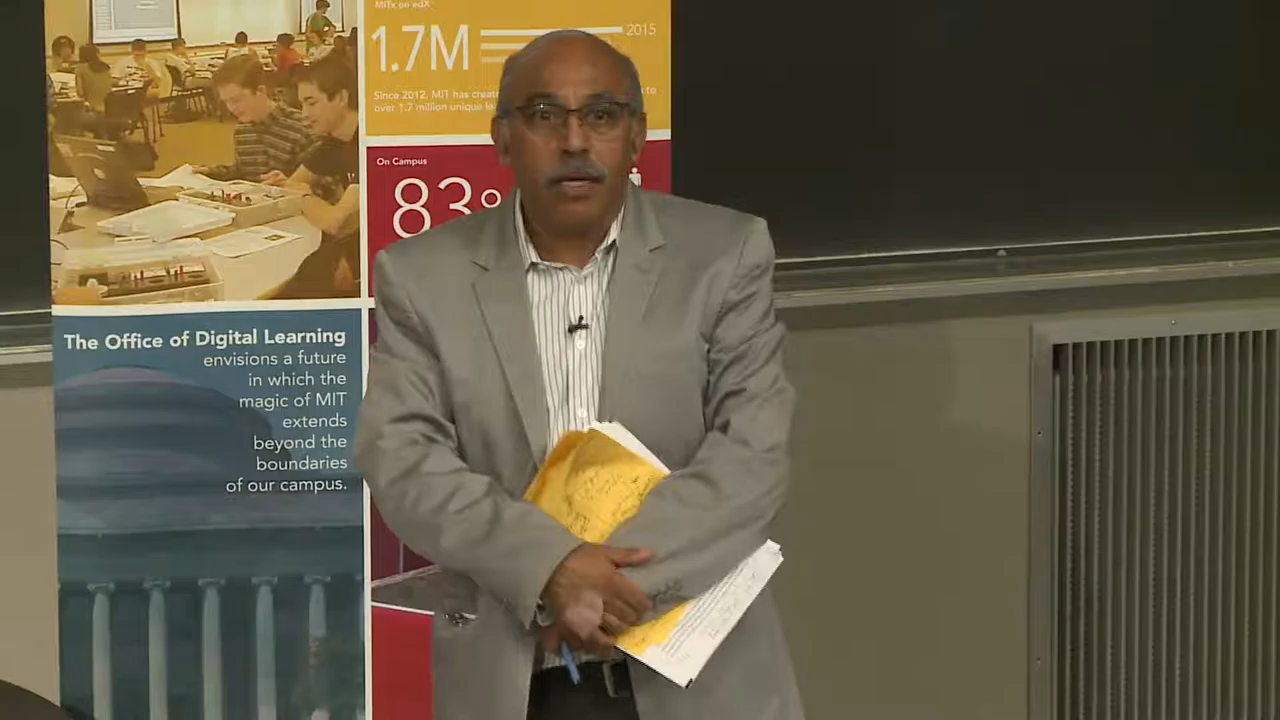 MITx on edX
1.7M
2015
Since 2012, MIT has
to
over 1.7 million unique
On Campus
83
The Office of Digital Learning
envisions a future
in which the
magic of MIT
extends
beyond the
boundaries
of our campus.